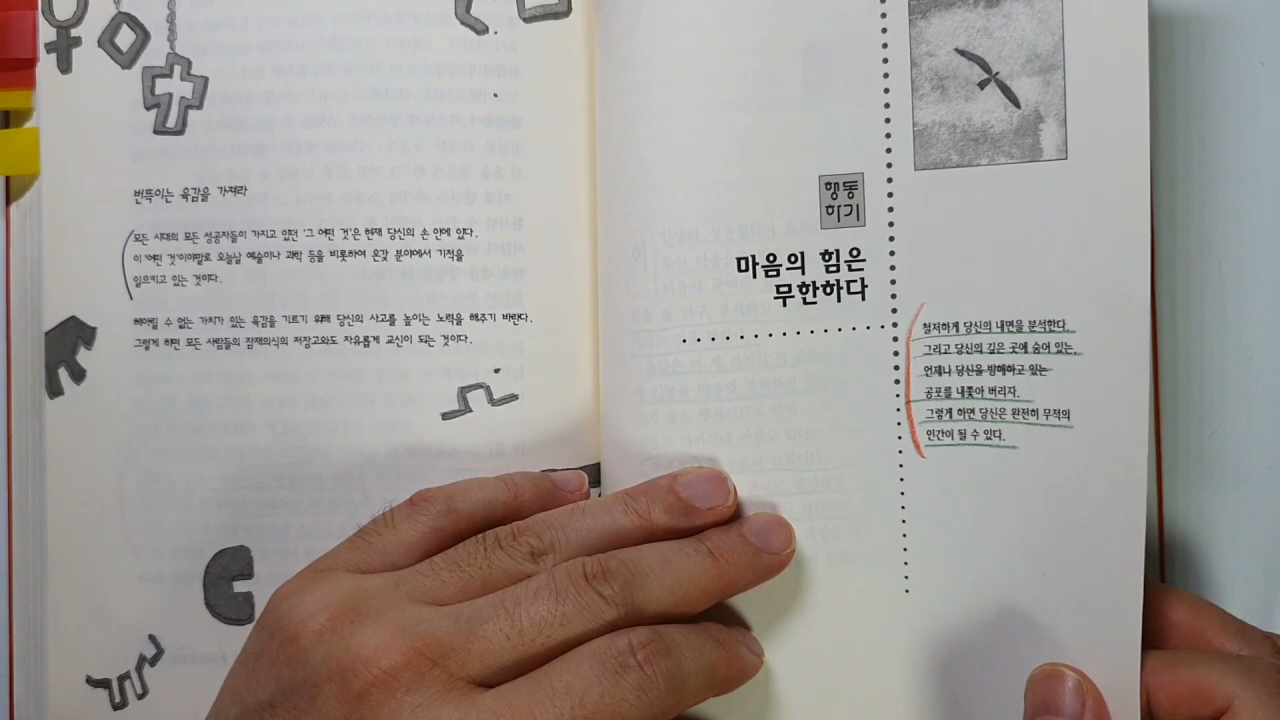 번뜩이는 육감을 가져라
모든 시대의 모든 성공자들이 가지고 있던 '그 어떤 것'은 현재 당신의 손 안에 있다.
이 '어떤 것'이야말로 오늘날 예술이나 과학 등을 비롯하여 온갖 분야에서 기적을
일으키고 있는 것이다.
헤아릴 수 없는 가치가 있는 육감을 기르기 위해 당신의 사고를 높이는 노력을 해주기 바란다.
그렇게 하면 모든 사람들의 잠재의식의 저장고와도 자유롭게 교신이 되는 것이다.
행동
하기
마음의 힘은
무한하다
철저하게 당신의 내면을 분석한다.
그리고 당신의 깊은 곳에 숨어 있는,
언제나 당신을 방해하고 있는
공포를 내쫓아 버리자.
그렇게 하면 당신은 완전히 무적의
인간이 될 수 있다.